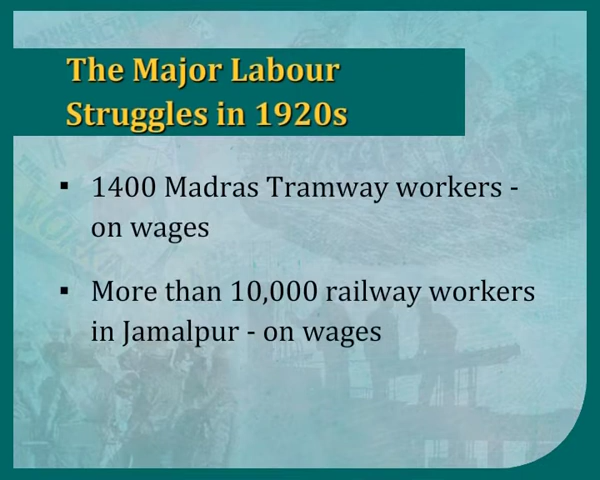 The Major Labour
Struggles in 1920s
▪ 1400 Madras Tramway workers -
on wages
▪ More than 10,000 railway workers
in Jamalpur - on wages